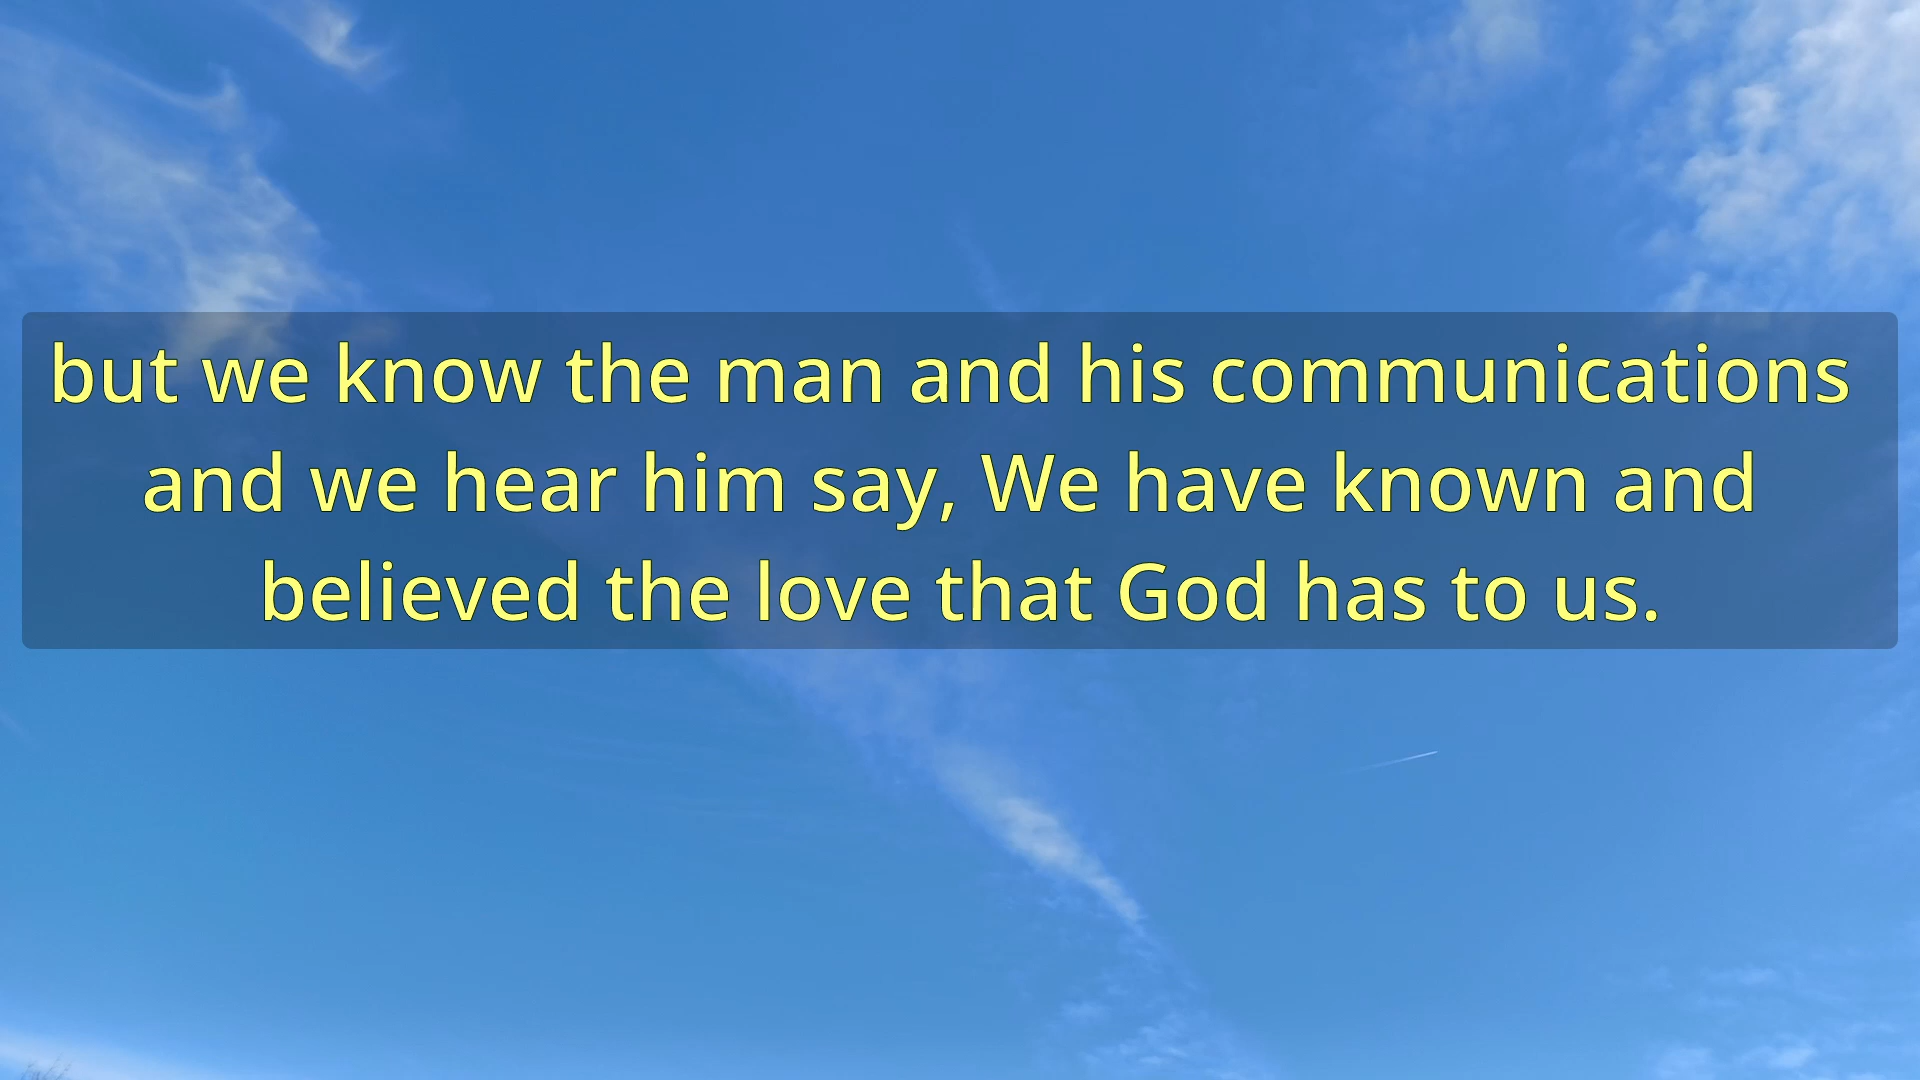 but we know the man and his communications
and we hear him say, We have known and
believed the love that God has to us.